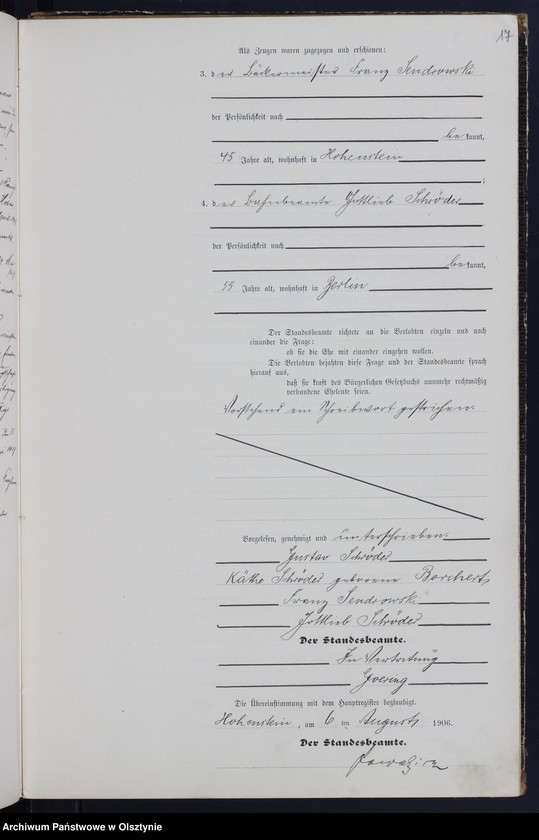 17
Als Zeugen waren zugezogen und erschienen:
3. der Bäckermeister Franz Sendrowski
der Persönlichkeit nach
bekannt,
45 Jahre alt, wohnhaft in Hohenstein
;
4. der Bahnbeamte Gottlieb Schröder
der Persönlichkeit nach
bekannt,
55 Jahre alt, wohnhaft in Berlin
Der Standesbeamte richtete an die Verlobten einzeln und nach
einander die Frage:
ob sie die Ehe mit einander eingehen wollen.
Die Verlobten bejahten diese Frage und der Standesbeamte sprach
hierauf aus,
daß sie kraft des Bürgerlichen Gesetzbuchs nunmehr rechtmäßig
verbundene Eheleute seien.
Vorstehend ein Schreibwort gestrichen.
Vorgelesen, genehmigt und unterschrieben.
Gustav Schröder
Käthe Schröder geborene Borchert
Franz Sendrowski
Gottlieb Schröder
Der Standesbeamte.
In Vertretung
Goering
Die Übereinstimmung mit dem Hauptregister beglaubigt.
Hohenstein, am 6 ten August 1906.
Der Standesbeamte.
Archiwum Państwowe w Olsztynie